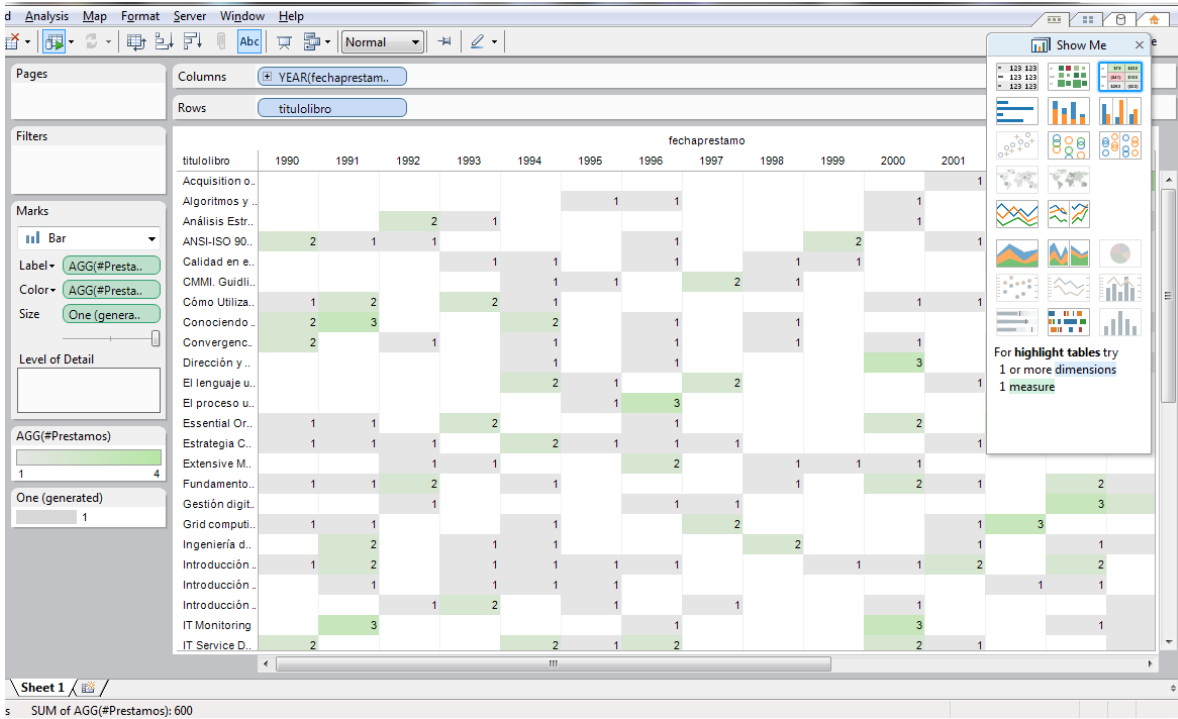 d Analysis Map Format Server Window Help
Abc Normal e
Pages
Columns YEAR(fechaprestam..
Rows titulolibro
Filters
Marks
Bar
Label AGG(#Presta..
Color AGG(#Presta..
Size One (genera..
Level of Detail
AGG(#Prestamos)
1 4
One (generated)
1
fechaprestamo
titulolibro 1990 1991 1992 1993 1994 1995 1996 1997 1998 1999 2000 2001
Acquisition o.. 1
Algoritmos y .. 1 1 1
Análisis Estr.. 2 1 1
ANSI-ISO 90.. 2 1 1 1 2 1
Calidad en e.. 1 1 1 1 1
CMMI. Guidli.. 1 1 2 1
Cómo Utiliza.. 1 2 2 1 1 1
Conociendo .. 2 3 2 1 1
Convergenc.. 2 1 1 1 1 1
Dirección y .. 1 1 3
El lenguaje u.. 2 1 2 1
El proceso u.. 1 3
Essential Or.. 1 1 2 1 2
Estrategia C.. 1 1 1 2 1 1 1 1
Extensive M.. 1 1 2 1 1 1
Fundamento.. 1 1 2 1 1 2 1 2
Gestión digit.. 1 1 1 3
Grid computi.. 1 1 1 2 1 3
Ingeniería d.. 2 1 1 2 1 1
Introducción .. 1 2 1 1 1 1 1 1 2 2
Introducción .. 1 1 1 1 1 1
Introducción .. 1 2 1 1 1
IT Monitoring 3 1 3 1
IT Service D.. 2 2 1 2 2 1
Show Me ×
For highlight tables try
1 or more dimensions
1 measure
Sheet 1
s SUM of AGG(#Prestamos): 600